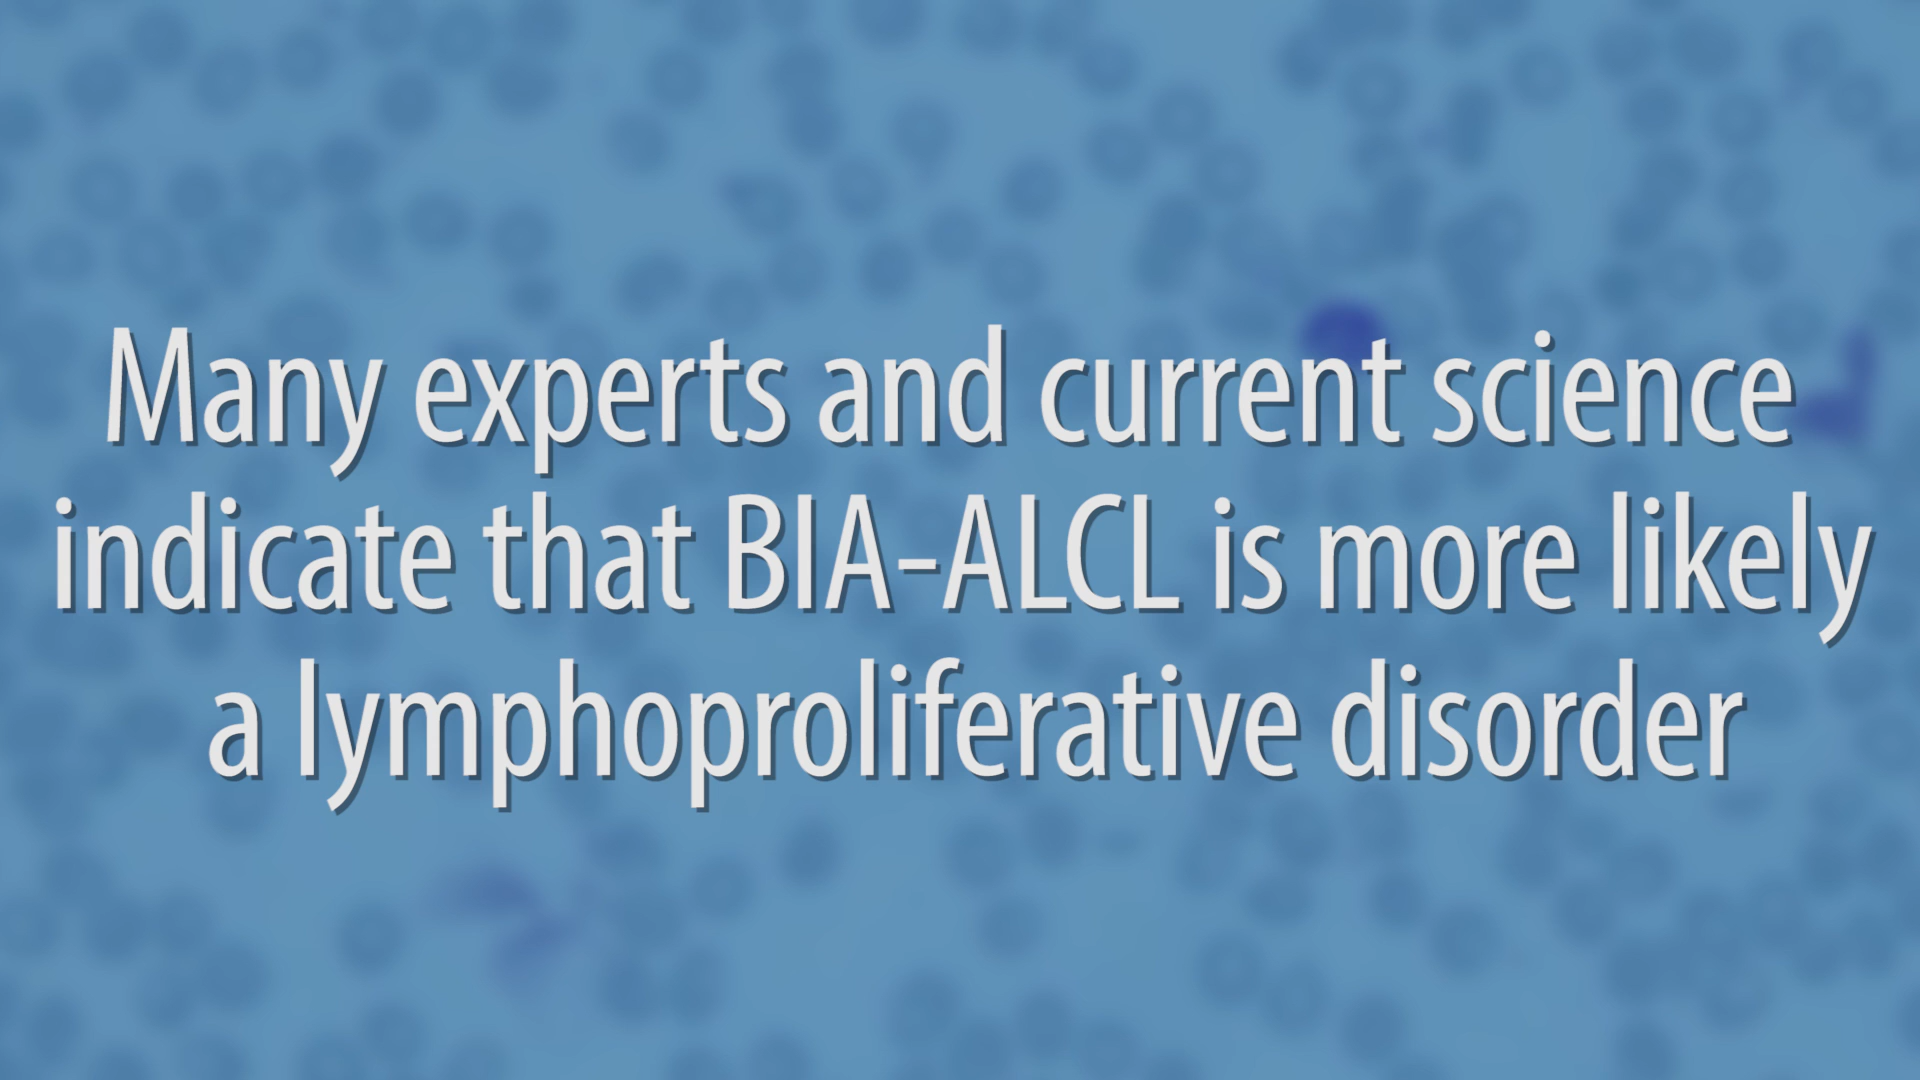 Many experts and current science
indicate that BIA-ALCL is more likely
a lymphoproliferative disorder